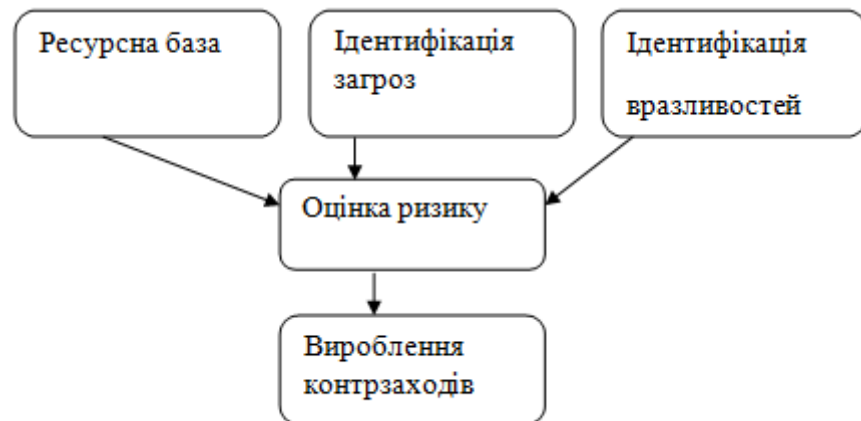 Ресурсна база
Ідентифікація
загроз
Ідентифікація
вразливостей
Оцінка ризику
Вироблення
контрзаходів